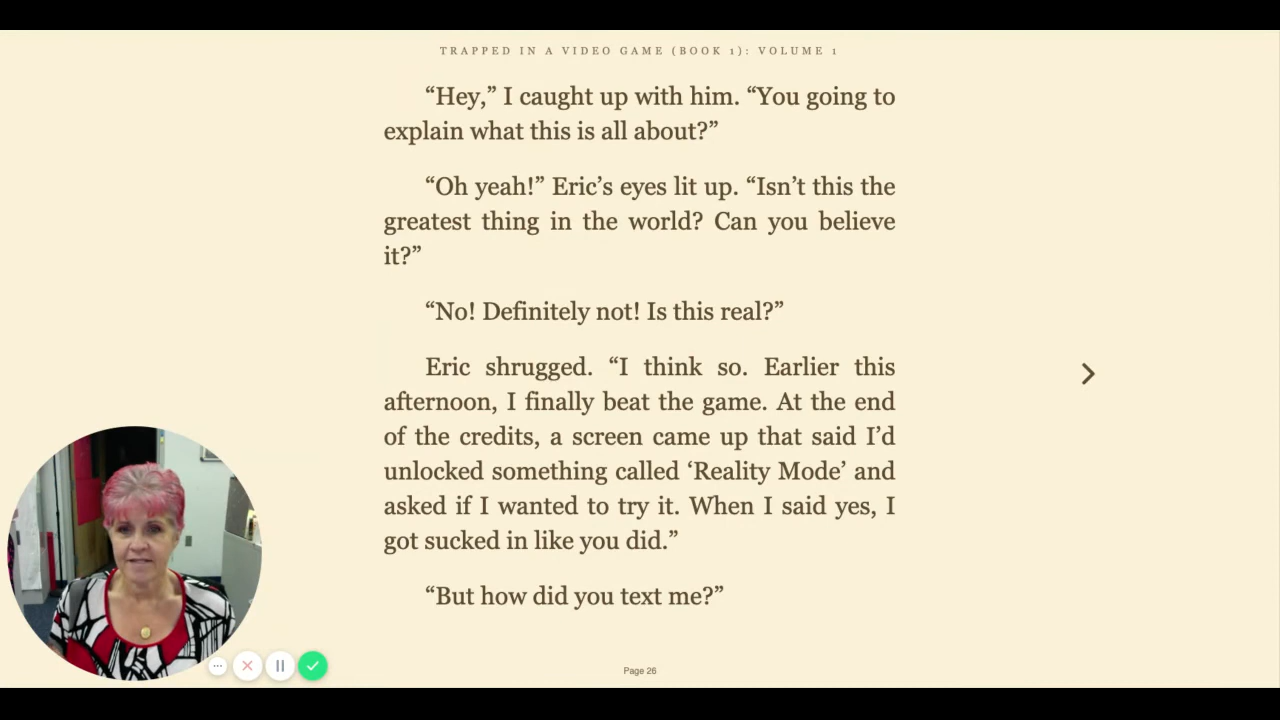 TRAPPED IN A VIDEO GAME (BOOK 1): VOLUME 1
“Hey,” I caught up with him. “You going to
explain what this is all about?”
“Oh yeah!” Eric’s eyes lit up. “Isn’t this the
greatest thing in the world? Can you believe
it?”
“No! Definitely not! Is this real?”
Eric shrugged. “I think so. Earlier this
afternoon, I finally beat the game. At the end
of the credits, a screen came up that said I’d
unlocked something called ‘Reality Mode’ and
asked if I wanted to try it. When I said yes, I
got sucked in like you did.”
“But how did you text me?”
Page 26